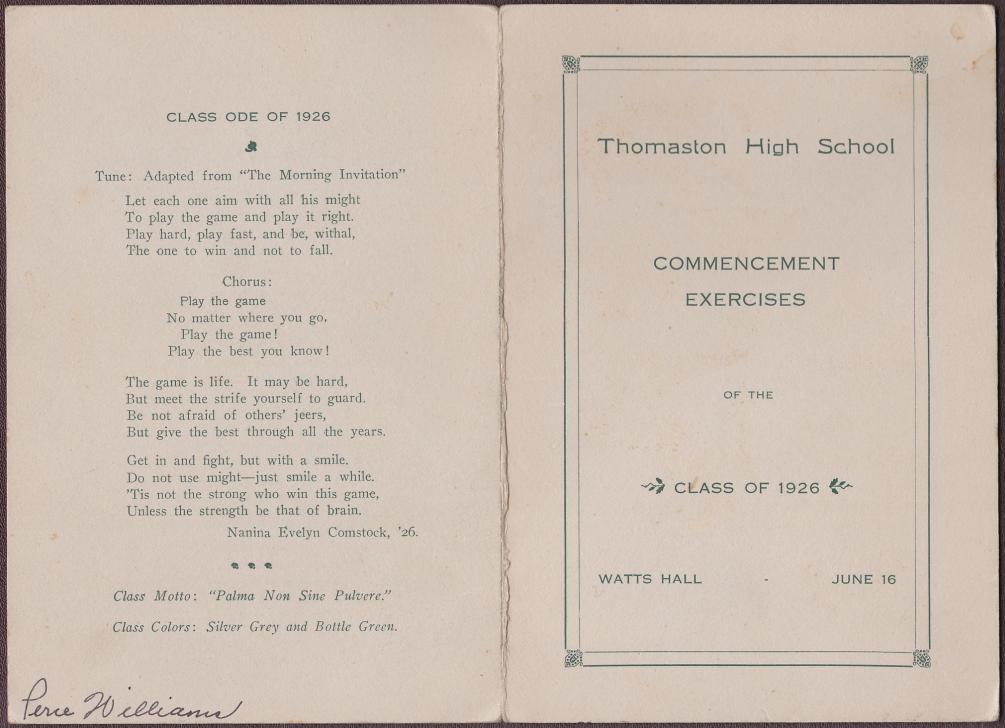 CLASS ODE OF 1926
Tune: Adapted from "The Morning Invitation"
Let each one aim with all his might
To play the game and play it right.
Play hard, play fast, and be, withal,
The one to win and not to fall.
Chorus:
Play the game
No matter where you go.
Play the game!
Play the best you know!
The game is life. It may be hard,
But meet the strife yourself to guard.
Be not afraid of others' jeers,
But give the best through all the years.
Get in and fight, but with a smile.
Do not use might—just smile a while.
'Tis not the strong who win this game,
Unless the strength be that of brain.
Nanina Evelyn Comstock, '26.
Class Motto: "Palma Non Sine Pulvere."
Class Colors: Silver Grey and Bottle Green.
Williams
Thomaston High School
COMMENCEMENT
EXERCISES
OF THE
CLASS OF 1926
WATTS HALL - JUNE 16